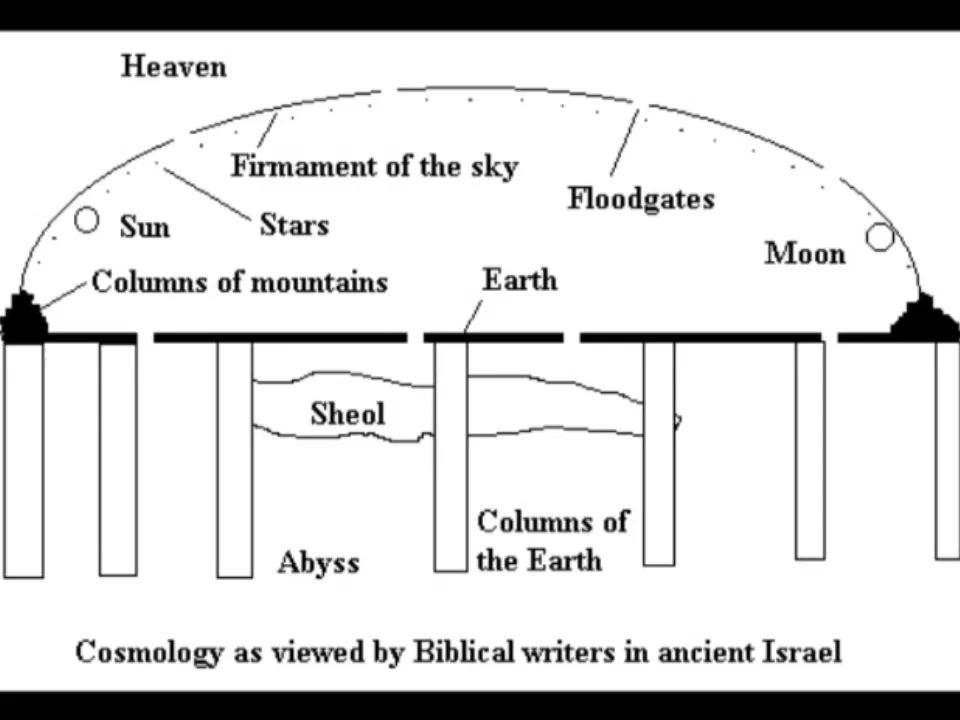 Heaven
Firmament of the sky
Floodgates
Sun
Stars
Moon
Columns of mountains
Earth
Sheol
Columns of
the Earth
Abyss
Cosmology as viewed by Biblical writers in ancient Israel